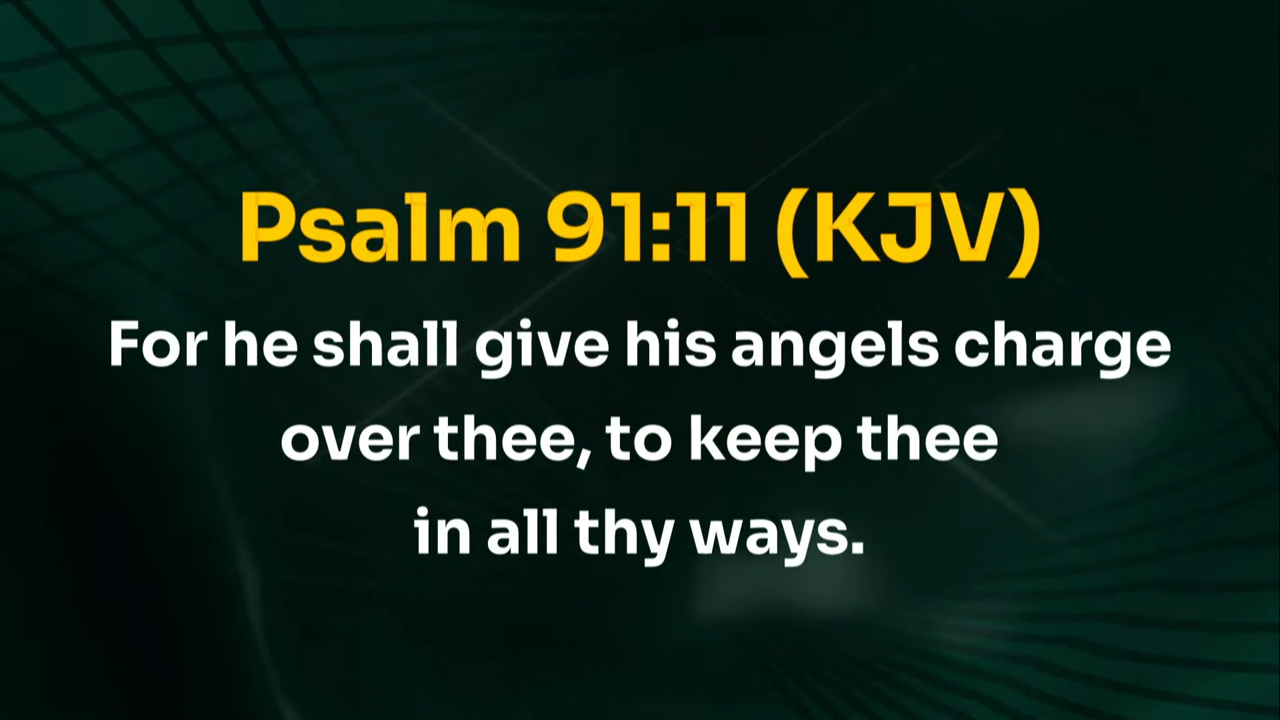 Psalm 91:11 (KJV)
For he shall give his angels charge
over thee, to keep thee
in all thy ways.